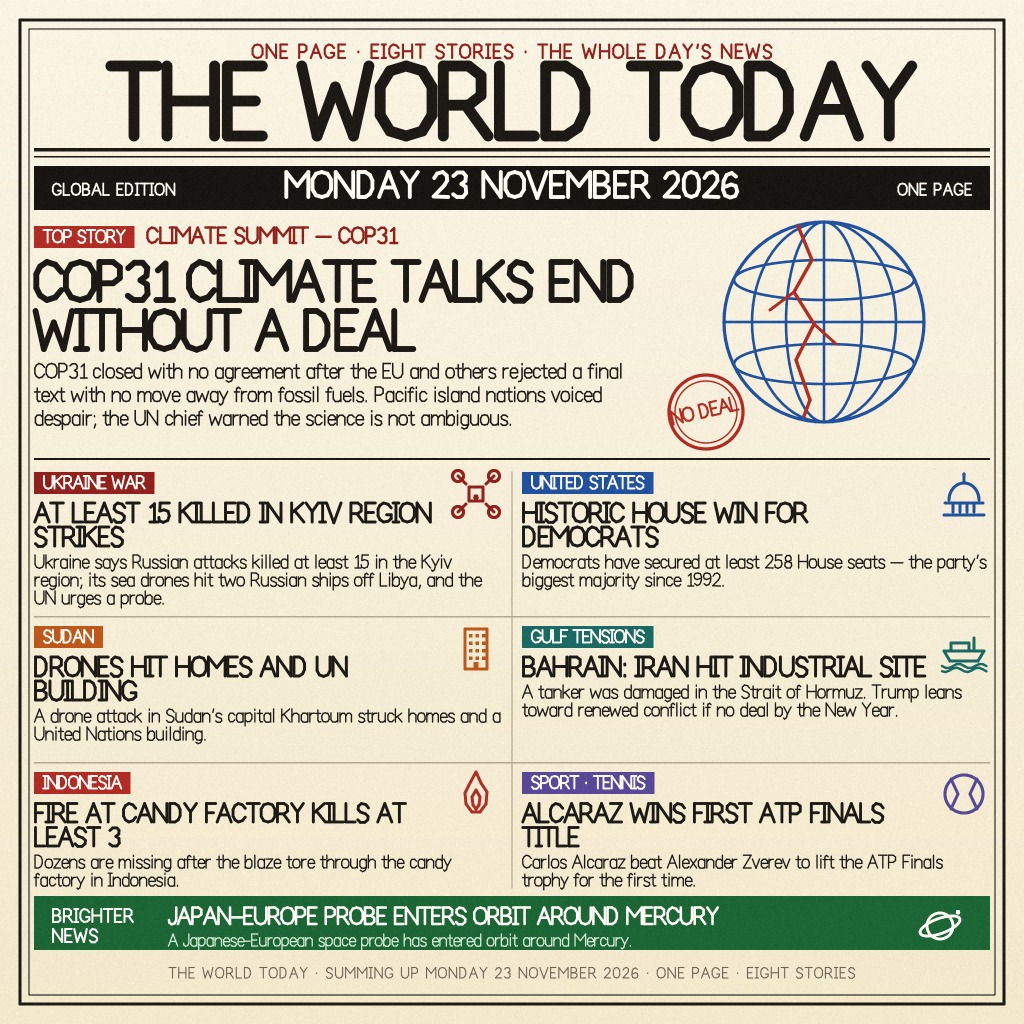 ONE PAGE · EIGHT STORIES · THE WHOLE DAY'S NEWS
THE WORLD TODAY
GLOBAL EDITION
MONDAY 23 NOVEMBER 2026
ONE PAGE
TOP STORY
CLIMATE SUMMIT — COP31
COP31 CLIMATE TALKS END
WITHOUT A DEAL
COP31 closed with no agreement after the EU and others rejected a final
text with no move away from fossil fuels. Pacific island nations voiced
despair; the UN chief warned the science is not ambiguous.
NO DEAL
UKRAINE WAR
AT LEAST 15 KILLED IN KYIV REGION
STRIKES
Ukraine says Russian attacks killed at least 15 in the Kyiv
region; its sea drones hit two Russian ships off Libya, and the
UN urges a probe.
UNITED STATES
HISTORIC HOUSE WIN FOR
DEMOCRATS
Democrats have secured at least 258 House seats — the party's
biggest majority since 1992.
SUDAN
DRONES HIT HOMES AND UN
BUILDING
A drone attack in Sudan's capital Khartoum struck homes and a
United Nations building.
GULF TENSIONS
BAHRAIN: IRAN HIT INDUSTRIAL SITE
A tanker was damaged in the Strait of Hormuz. Trump leans
toward renewed conflict if no deal by the New Year.
INDONESIA
FIRE AT CANDY FACTORY KILLS AT
LEAST 3
Dozens are missing after the blaze tore through the candy
factory in Indonesia.
SPORT · TENNIS
ALCARAZ WINS FIRST ATP FINALS
TITLE
Carlos Alcaraz beat Alexander Zverev to lift the ATP Finals
trophy for the first time.
BRIGHTER
NEWS
JAPAN–EUROPE PROBE ENTERS ORBIT AROUND MERCURY
A Japanese-European space probe has entered orbit around Mercury.
THE WORLD TODAY · SUMMING UP MONDAY 23 NOVEMBER 2026 · ONE PAGE · EIGHT STORIES